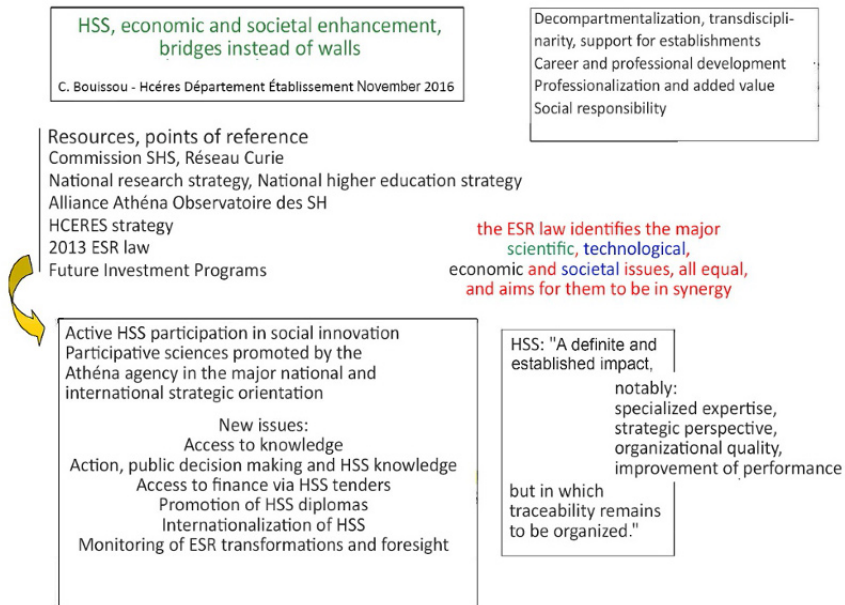 HSS, economic and societal enhancement,
bridges instead of walls
C. Bouissou - Hcéres Département Établissement November 2016
Decompartmentalization, transdiscipli-
narity, support for establishments
Career and professional development
Professionalization and added value
Social responsibility
Resources, points of reference
Commission SHS, Réseau Curie
National research strategy, National higher education strategy
Alliance Athéna Observatoire des SH
HCERES strategy
2013 ESR law
Future Investment Programs
the ESR law identifies the major
scientific, technological,
economic and societal issues, all equal,
and aims for them to be in synergy
Active HSS participation in social innovation
Participative sciences promoted by the
Athéna agency in the major national and
international strategic orientation
New issues:
Access to knowledge
Action, public decision making and HSS knowledge
Access to finance via HSS tenders
Promotion of HSS diplomas
Internationalization of HSS
Monitoring of ESR transformations and foresight
HSS: "A definite and
established impact,
notably:
specialized expertise,
strategic perspective,
organizational quality,
improvement of performance
but in which
traceability remains
to be organized."